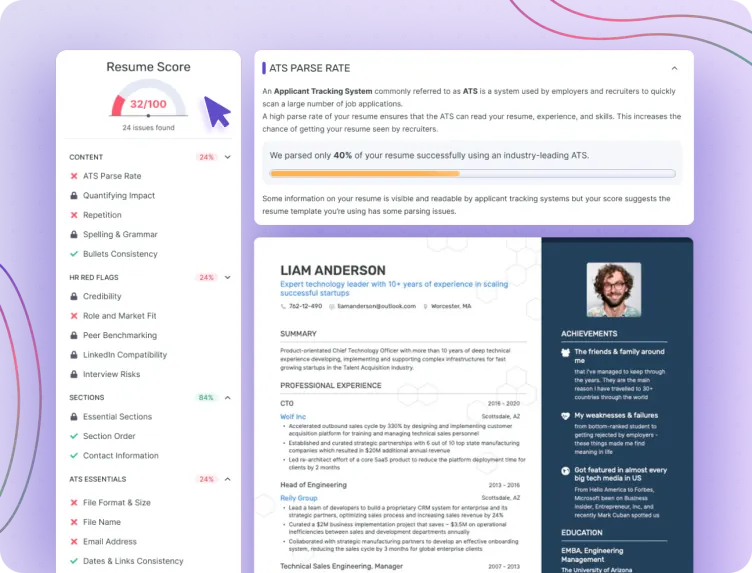 Resume Score
32/100
24 issues found
CONTENT 24%
ATS Parse Rate
Quantifying Impact
Repetition
Spelling & Grammar
Bullets Consistency
HR RED FLAGS 24%
Credibility
Role and Market Fit
Peer Benchmarking
LinkedIn Compatibility
Interview Risks
SECTIONS 84%
Essential Sections
Section Order
Contact Information
ATS ESSENTIALS 24%
File Format & Size
File Name
Email Address
Dates & Links Consistency
ATS PARSE RATE
An Applicant Tracking System commonly referred to as ATS is a system used by employers and recruiters to quickly
scan a large number of job applications.
A high parse rate of your resume ensures that the ATS can read your resume, experience, and skills. This increases the
chance of getting your resume seen by recruiters.
We parsed only 40% of your resume successfully using an industry-leading ATS.
Some information on your resume is visible and readable by applicant tracking systems but your score suggests the
resume template you're using has some parsing issues.
LIAM ANDERSON
Expert technology leader with 10+ years of experience in scaling
successful startups
762-12-490 liamanderson@outlook.com Worcester, MA
SUMMARY
Product-orientated Chief Technology Officer with more than 10 years of deep technical
experience developing, implementing and supporting complex infrastructures for fast
growing startups in the Talent Acquisition Industry.
PROFESSIONAL EXPERIENCE
CTO 2016 - 2020
Wolf Inc Scottsdale, AZ
• Accelerated outbound sales cycle by 330% by designing and implementing customer
acquisition platform for training and managing technical sales personnel
• Established and curated strategic partnerships with 6 out of 10 top state manufacturing
companies which resulted in $20M additional annual revenue
• Led re-architect effort of a core SaaS product to reduce the platform deployment time for
clients by 2 months
Head of Engineering 2013 - 2016
Reily Group Scottsdale, AZ
• Lead a team of developers to build a proprietary CRM system for enterprise and its
strategic partners, optimizing sales process and increasing sales revenue by 24%
• Curated a $2M business implementation project that saves ~ $3.5M on operational
inefficiencies between sales and development departments annually
• Collaborated with strategic manufacturing partners to develop an effective onboarding
system, reducing the sales cycle by 3 months for global enterprise clients
Technical Sales Engineering, Manager 2007 - 2013
ACHIEVEMENTS
The friends & family around
me
that I've managed to keep through
the years. They are the main
reason I have travelled to 30+
countries through the world
My weaknesses & failures
from bottom-ranked student to
getting rejected by employers -
these things made me find
meaning in life
Got featured in almost every
big tech media in US
From Hello America to Forbes,
Microsoft been on Business
Insider, Entrepreneur, Inc, and
recently Mark Cuban spotted us
EDUCATION
EMBA, Engineering
Management
The University of Arizona